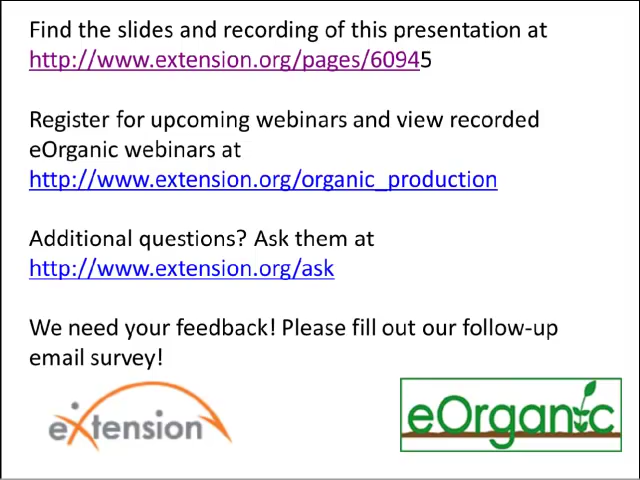 Find the slides and recording of this presentation at
http://www.extension.org/pages/60945
Register for upcoming webinars and view recorded
eOrganic webinars at
http://www.extension.org/organic_production
Additional questions? Ask them at
http://www.extension.org/ask
We need your feedback! Please fill out our follow-up
email survey!
eXtension
eOrganic